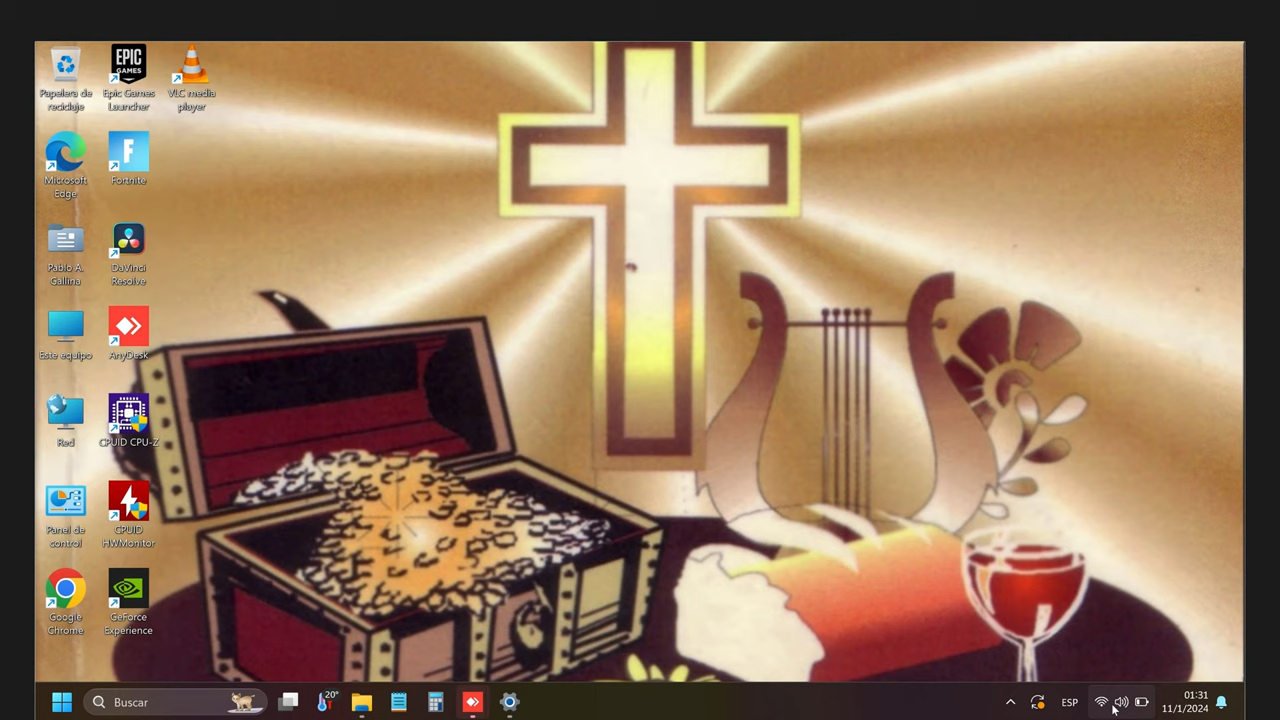 Papelera de
reciclaje
EPIC
GAMES
Epic Games
Launcher
VLC media
player
Microsoft
Edge
F
Fortnite
Pablo A.
Gallina
DaVinci
Resolve
Este equipo
AnyDesk
Red
CPUID CPU-Z
Panel de
control
CPUID
HWMonitor
Google
Chrome
GeForce
Experience
Buscar
20°
ESP
01:31
11/1/2024